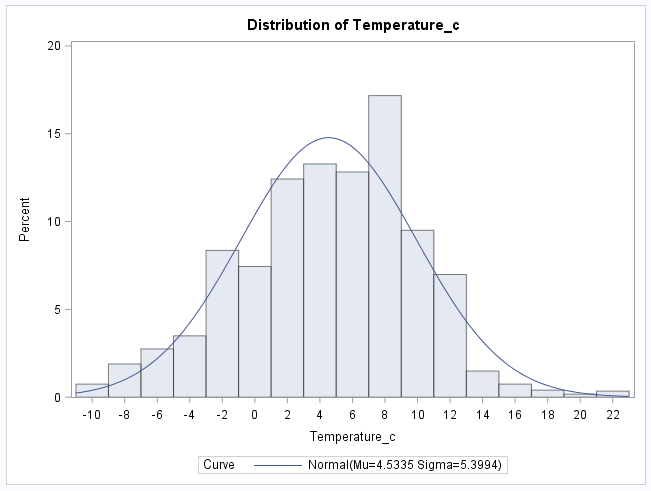 Distribution of Temperature_c
20
15
10
5
0
Percent
-10 -8 -6 -4 -2 0 2 4 6 8 10 12 14 16 18 20 22
Temperature_c
Curve Normal(Mu=4.5335 Sigma=5.3994)